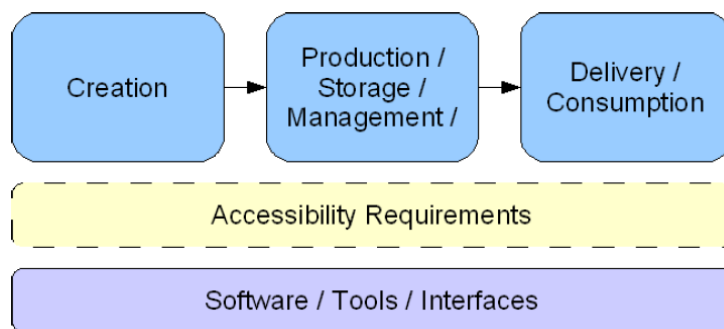 Creation
Production /
Storage /
Management /
Delivery /
Consumption
Accessibility Requirements
Software / Tools / Interfaces